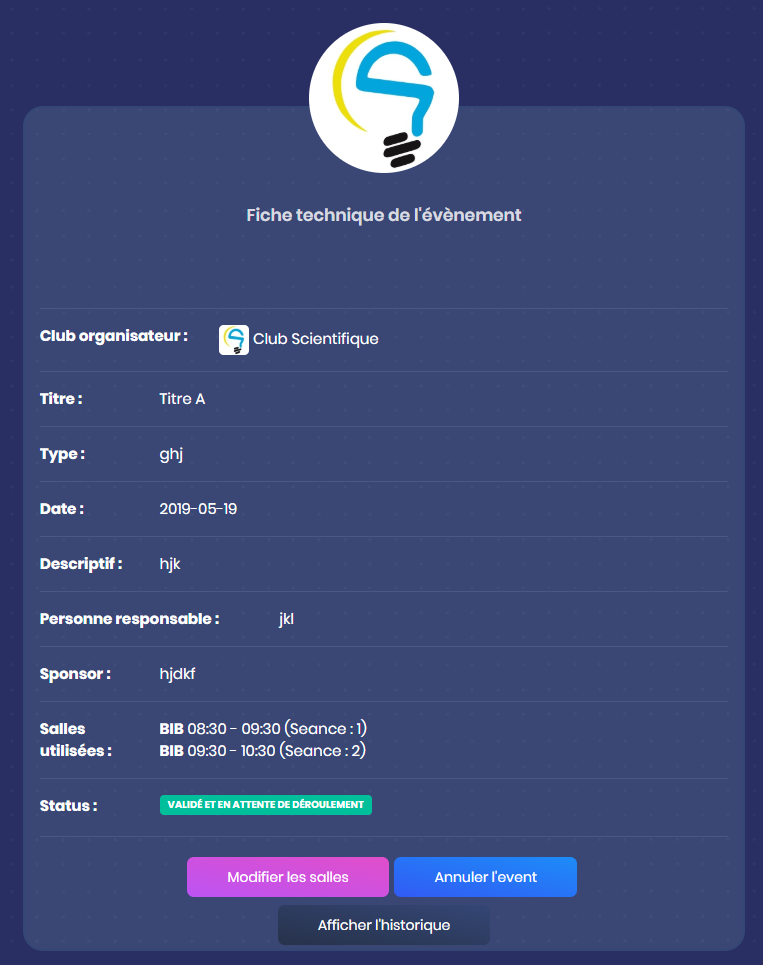 Fiche technique de l'évènement
Club organisateur : Club Scientifique
Titre : Titre A
Type : ghj
Date : 2019-05-19
Descriptif : hjk
Personne responsable : jkl
Sponsor : hjdkf
Salles utilisées : BIB 08:30 - 09:30 (Seance : 1)
BIB 09:30 - 10:30 (Seance : 2)
Status : VALIDÉ ET EN ATTENTE DE DÉROULEMENT
Modifier les salles Annuler l'event
Afficher l'historique